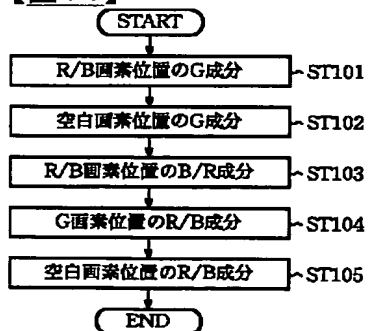 START
R/B画素位置のG成分 ~ST101
空白画素位置のG成分 ~ST102
R/B画素位置のB/R成分 ~ST103
G画素位置のR/B成分 ~ST104
空白画素位置のR/B成分 ~ST105
END